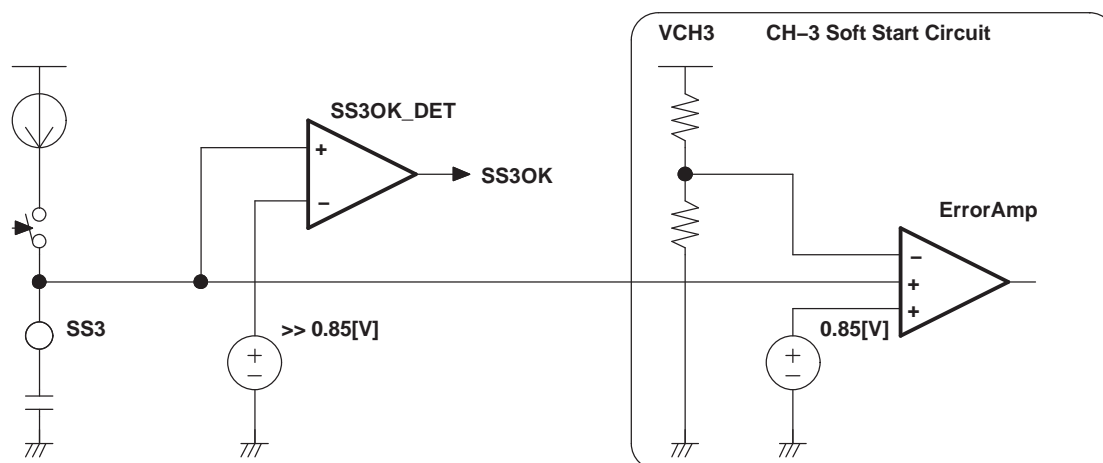 VCH3 CH–3 Soft Start Circuit
SS3OK_DET
+
SS3OK
–
ErrorAmp
–
+
+
SS3
>> 0.85[V]
0.85[V]
+
–
+
–